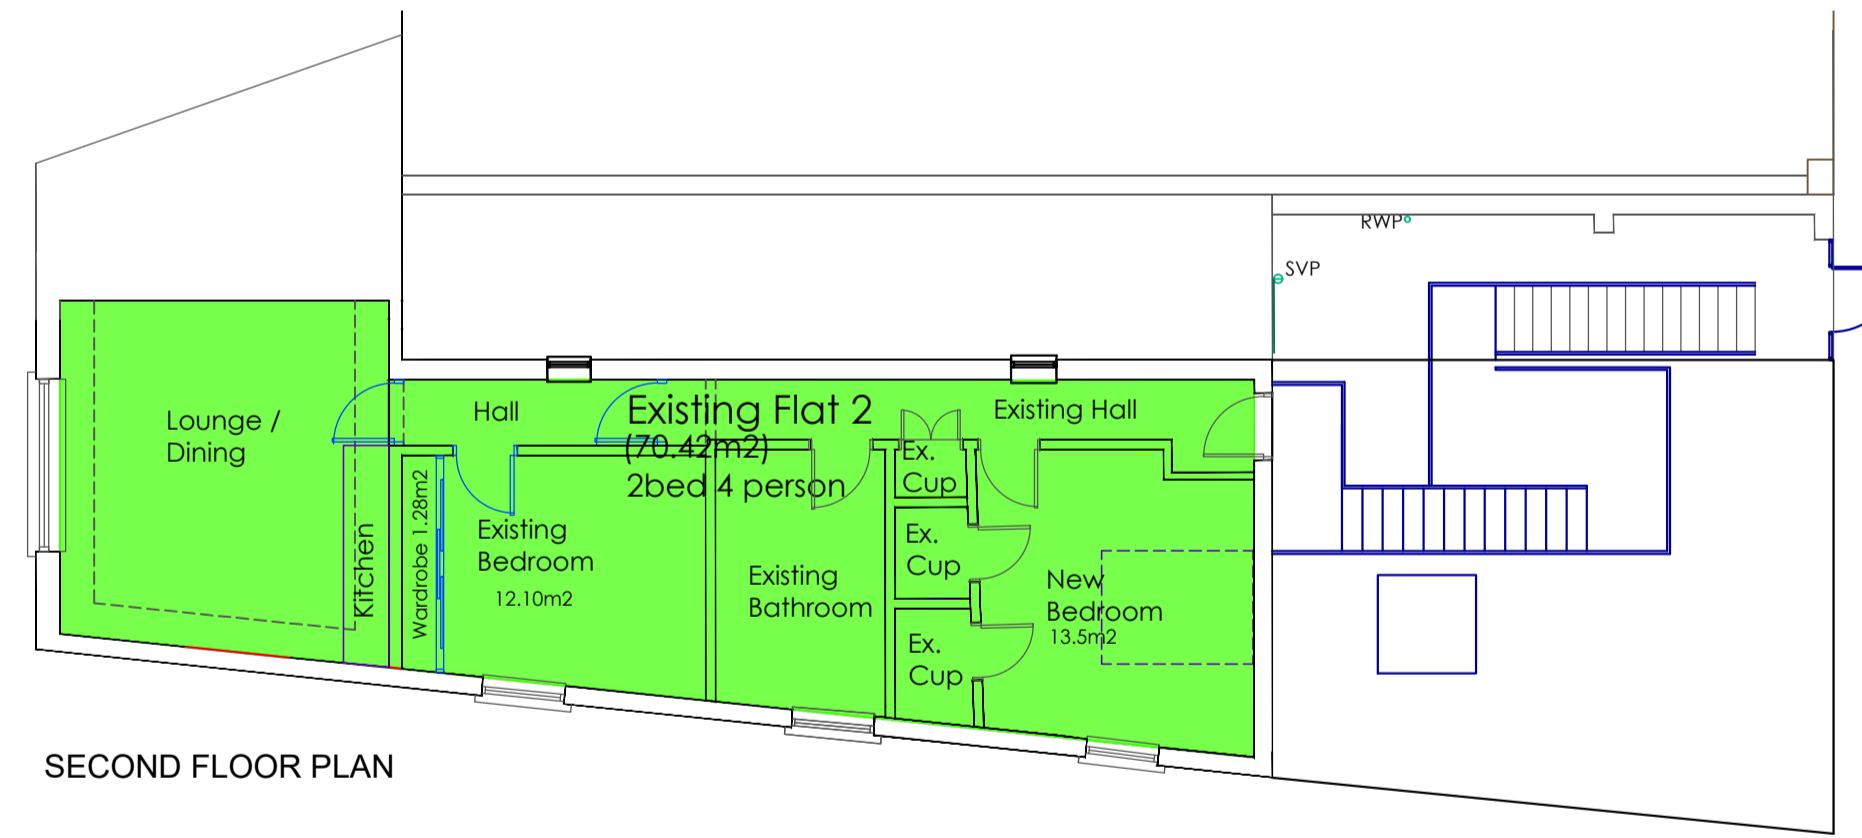 RWP
SVP
Lounge /
Dining
Hall
Existing Flat 2
(70.42m2)
2bed 4 person
Existing Hall
Kitchen
Wardrobe 1.28m2
Existing
Bedroom
12.10m2
Existing
Bathroom
Ex.
Cup
Ex.
Cup
Ex.
Cup
New
Bedroom
13.5m2
SECOND FLOOR PLAN